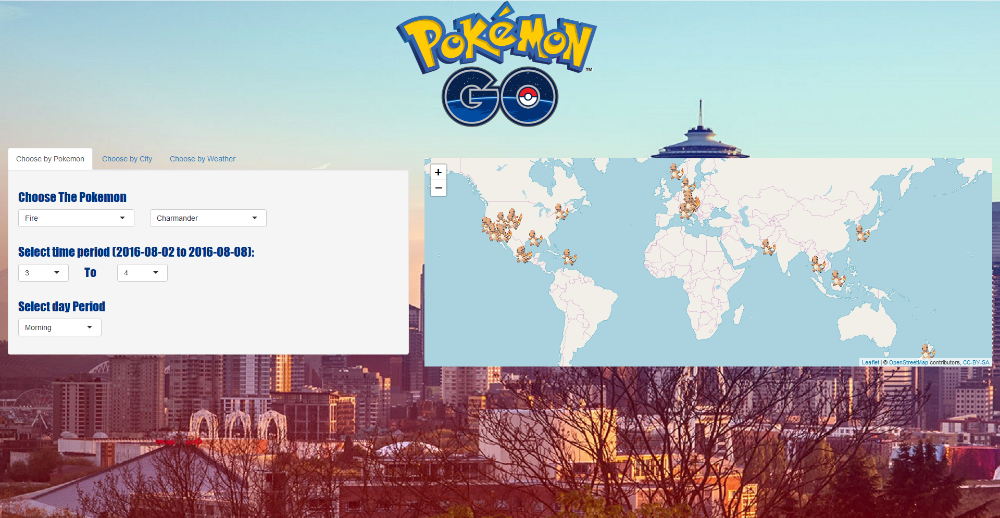 POKéMON
TM
GO
Choose by Pokemon
Choose by City
Choose by Weather
Choose The Pokemon
Fire
Charmander
Select time period (2016-08-02 to 2016-08-08):
3 To 4
Select day Period
Morning
+
−
Leaflet | © OpenStreetMap contributors, CC-BY-SA